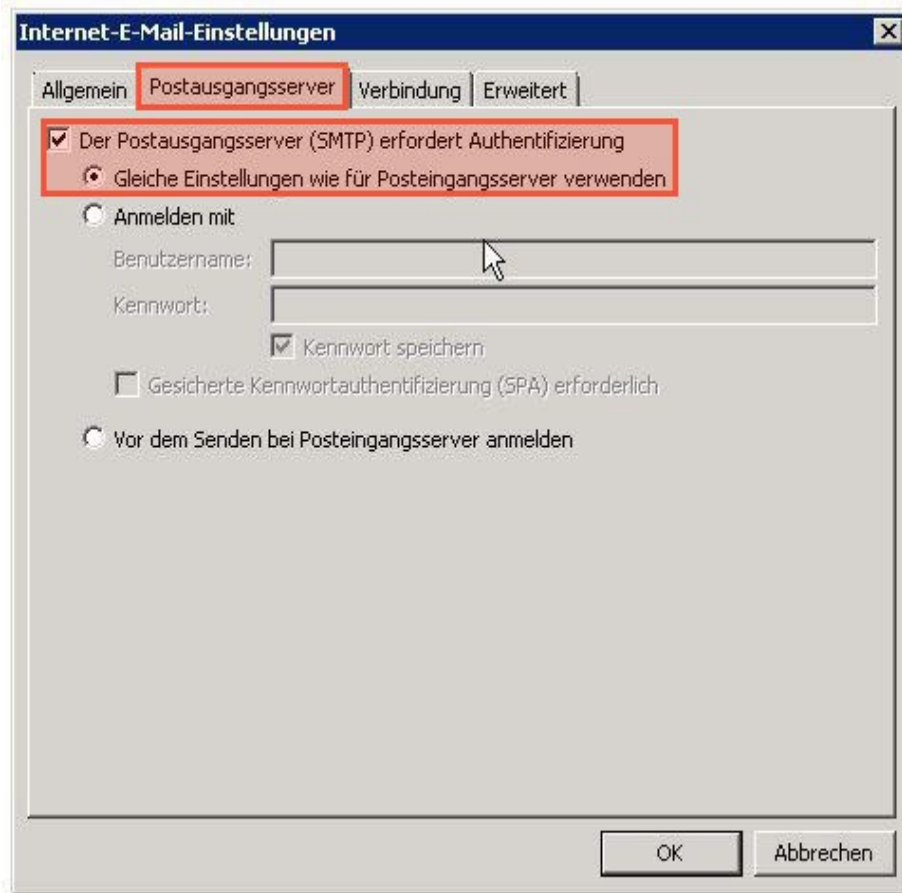 Internet-E-Mail-Einstellungen
Allgemein Postausgangsserver Verbindung Erweitert
Der Postausgangsserver (SMTP) erfordert Authentifizierung
Gleiche Einstellungen wie für Posteingangsserver verwenden
Anmelden mit
Benutzername:
Kennwort:
Kennwort speichern
Gesicherte Kennwortauthentifizierung (SPA) erforderlich
Vor dem Senden bei Posteingangsserver anmelden
OK Abbrechen